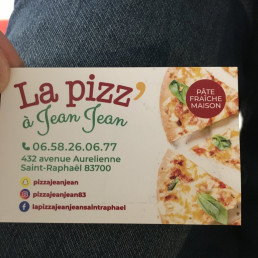 La pizz'
à Jean Jean
PÂTE
FRAÎCHE
MAISON
06.58.26.06.77
432 avenue Aurelienne
Saint-Raphaël 83700
pizzajeanjean
pizzajeanjean83
lapizzajeanjeansaintraphael